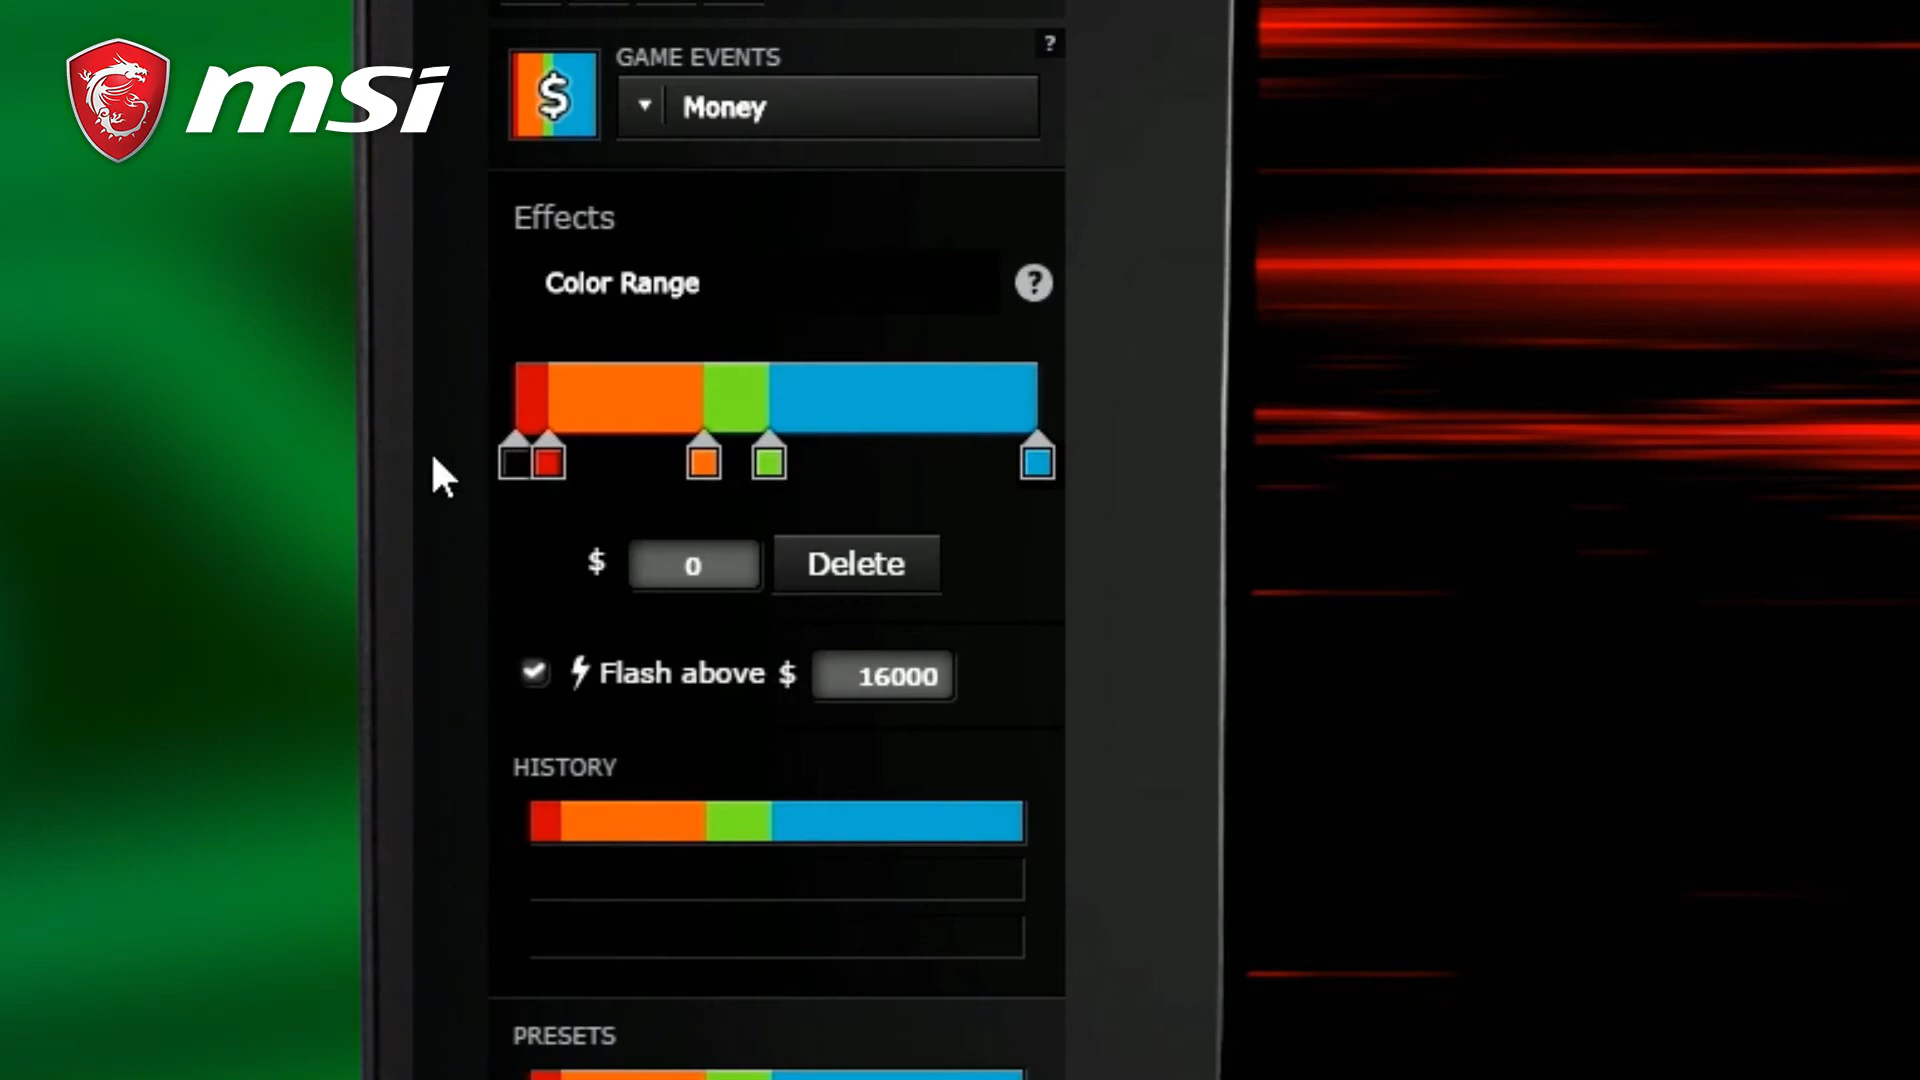 msi
GAME EVENTS
?
$
Money
Effects
Color Range
?
$ 0 Delete
Flash above $ 16000
HISTORY
PRESETS